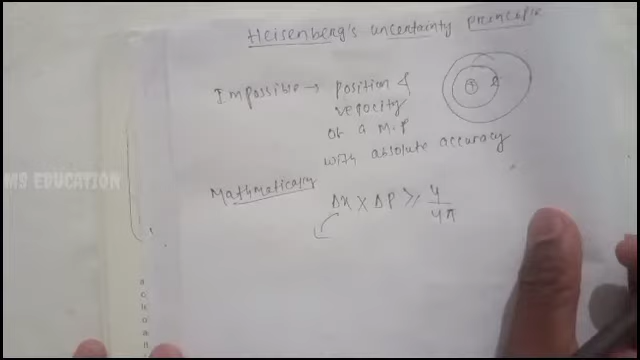 Heisenberg's uncertainty principle
Impossible → position &
velocity
of a M.P
with absolute accuracy
MS EDUCATION
Mathematically
Δx × ΔP ≥ h/4π